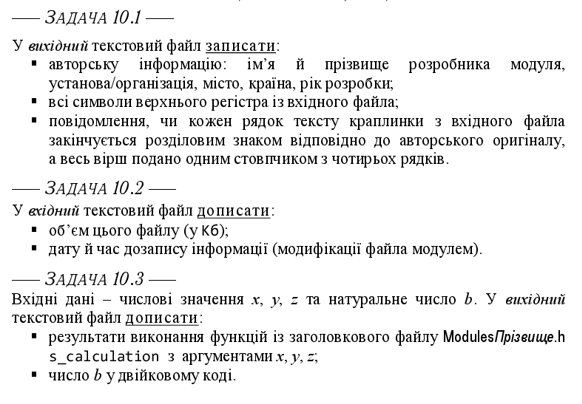 — ЗАДАЧА 10.1 —
У вихідний текстовий файл записати:
▪ авторську інформацію: ім’я й прізвище розробника модуля,
установа/організація, місто, країна, рік розробки;
▪ всі символи верхнього регістра із вхідного файла;
▪ повідомлення, чи кожен рядок тексту краплинки з вхідного файла
закінчується розділовим знаком відповідно до авторського оригіналу,
а весь вірш подано одним стовпчиком з чотирьох рядків.
— ЗАДАЧА 10.2 —
У вхідний текстовий файл дописати:
▪ об’єм цього файлу (у Кб);
▪ дату й час дозапису інформації (модифікації файла модулем).
— ЗАДАЧА 10.3 —
Вхідні дані – числові значення x, y, z та натуральне число b. У вихідний
текстовий файл дописати:
▪ результати виконання функцій із заголовкового файлу ModulesПрізвище.h
s_calculation з аргументами x, y, z;
▪ число b у двійковому коді.